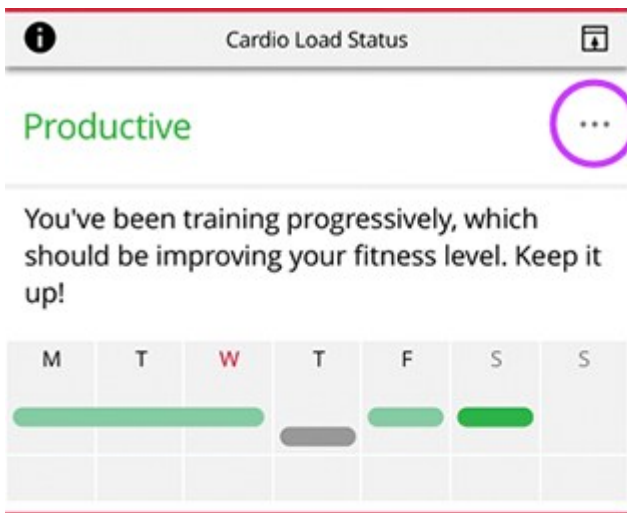 Cardio Load Status
Productive
You've been training progressively, which
should be improving your fitness level. Keep it
up!
M T W T F S S